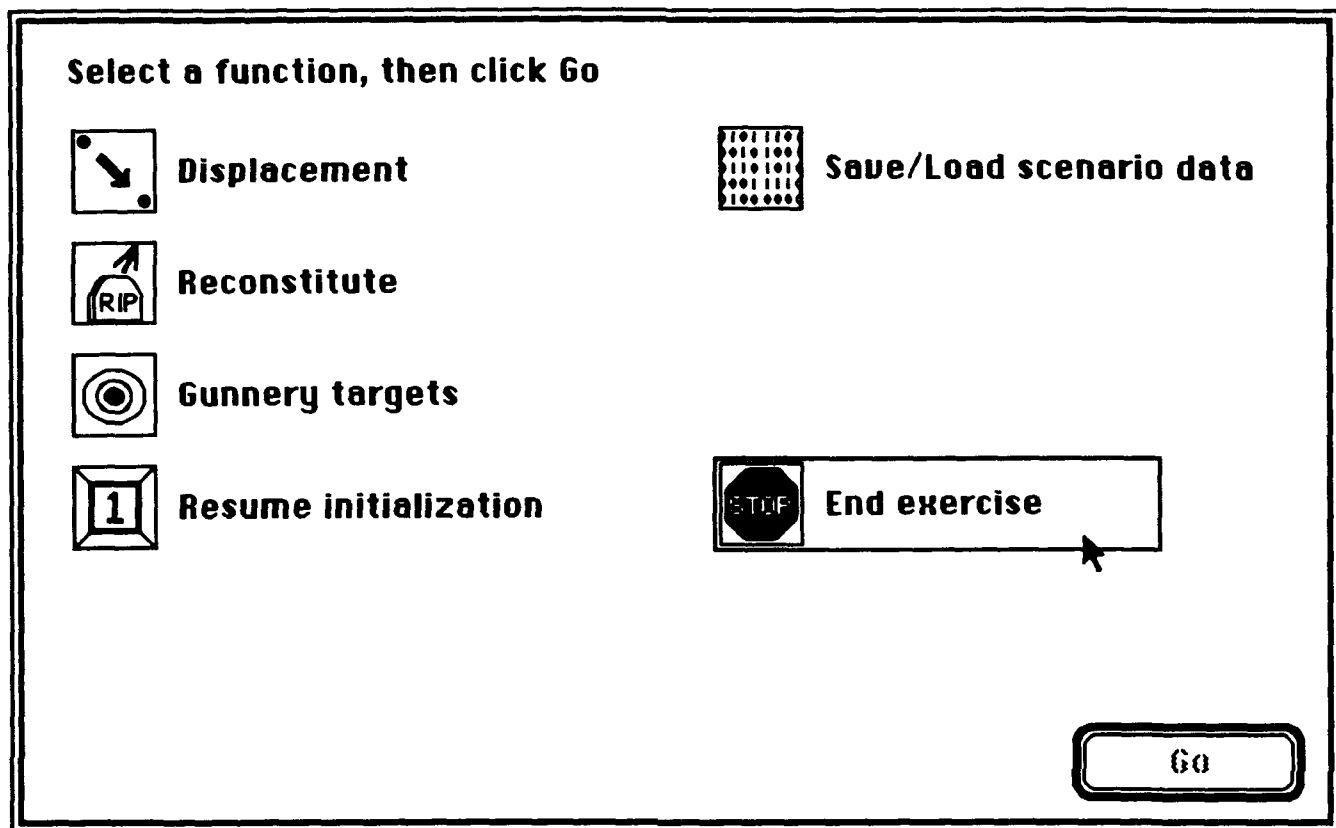 Select a function, then click Go
Displacement
Save/Load scenario data
RIP
Reconstitute
Gunnery targets
1
Resume initialization
STOP
End exercise
Go